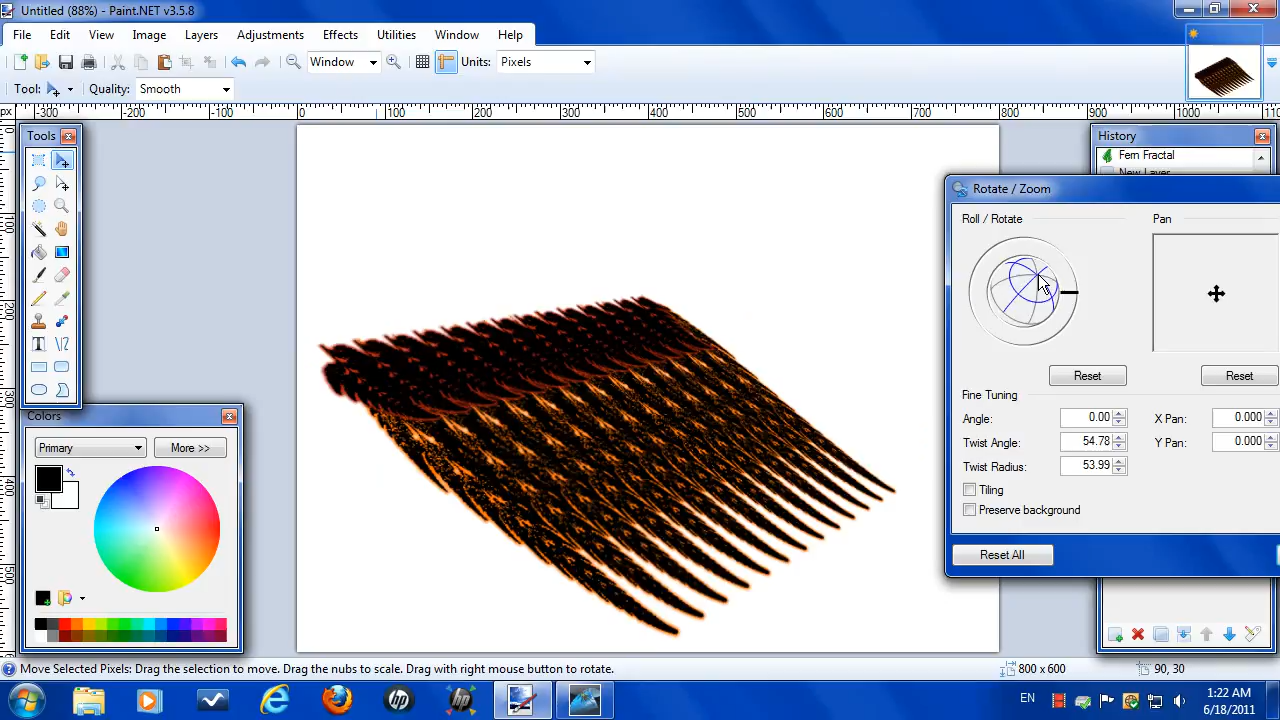 Untitled (88%) - Paint.NET v3.5.8
File Edit View Image Layers Adjustments Effects Utilities Window Help
Window Units: Pixels
Tool: Quality: Smooth
px -300 -200 -100 0 100 200 300 400 500 600 700 800 900 1000
Tools
History
Fern Fractal
New Layer
Rotate / Zoom
Roll / Rotate Pan
Reset Reset
Fine Tuning
Angle: 0.00 X Pan: 0.000
Twist Angle: 54.78 Y Pan: 0.000
Twist Radius: 53.99
Tiling
Preserve background
Reset All
Colors
Primary More >>
Move Selected Pixels: Drag the selection to move. Drag the nubs to scale. Drag with right mouse button to rotate. 800 x 600 90, 30
EN 1:22 AM
6/18/2011